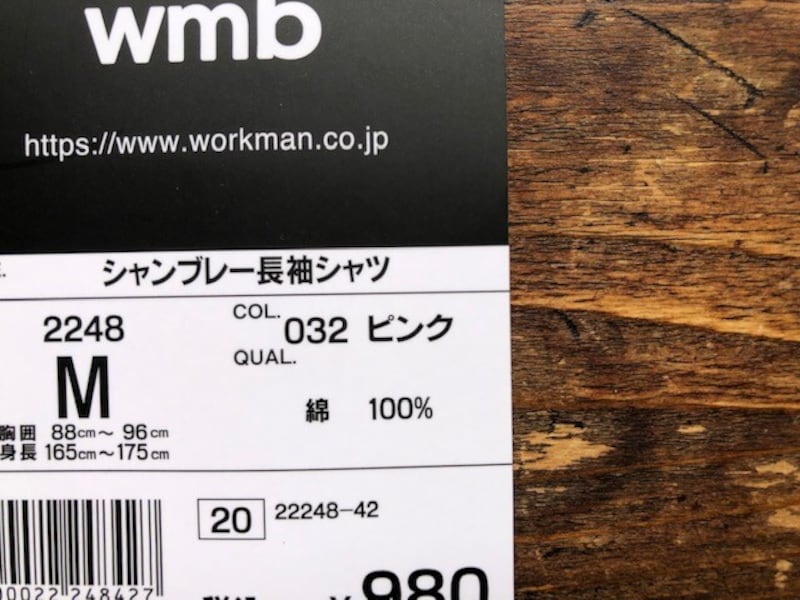 wmb
https://www.workman.co.jp
シャンブレー長袖シャツ
2248
COL. 032 ピンク
QUAL.
M
綿 100%
胸囲 88cm〜 96cm
身長 165cm〜175cm
20 22248-42
¥980